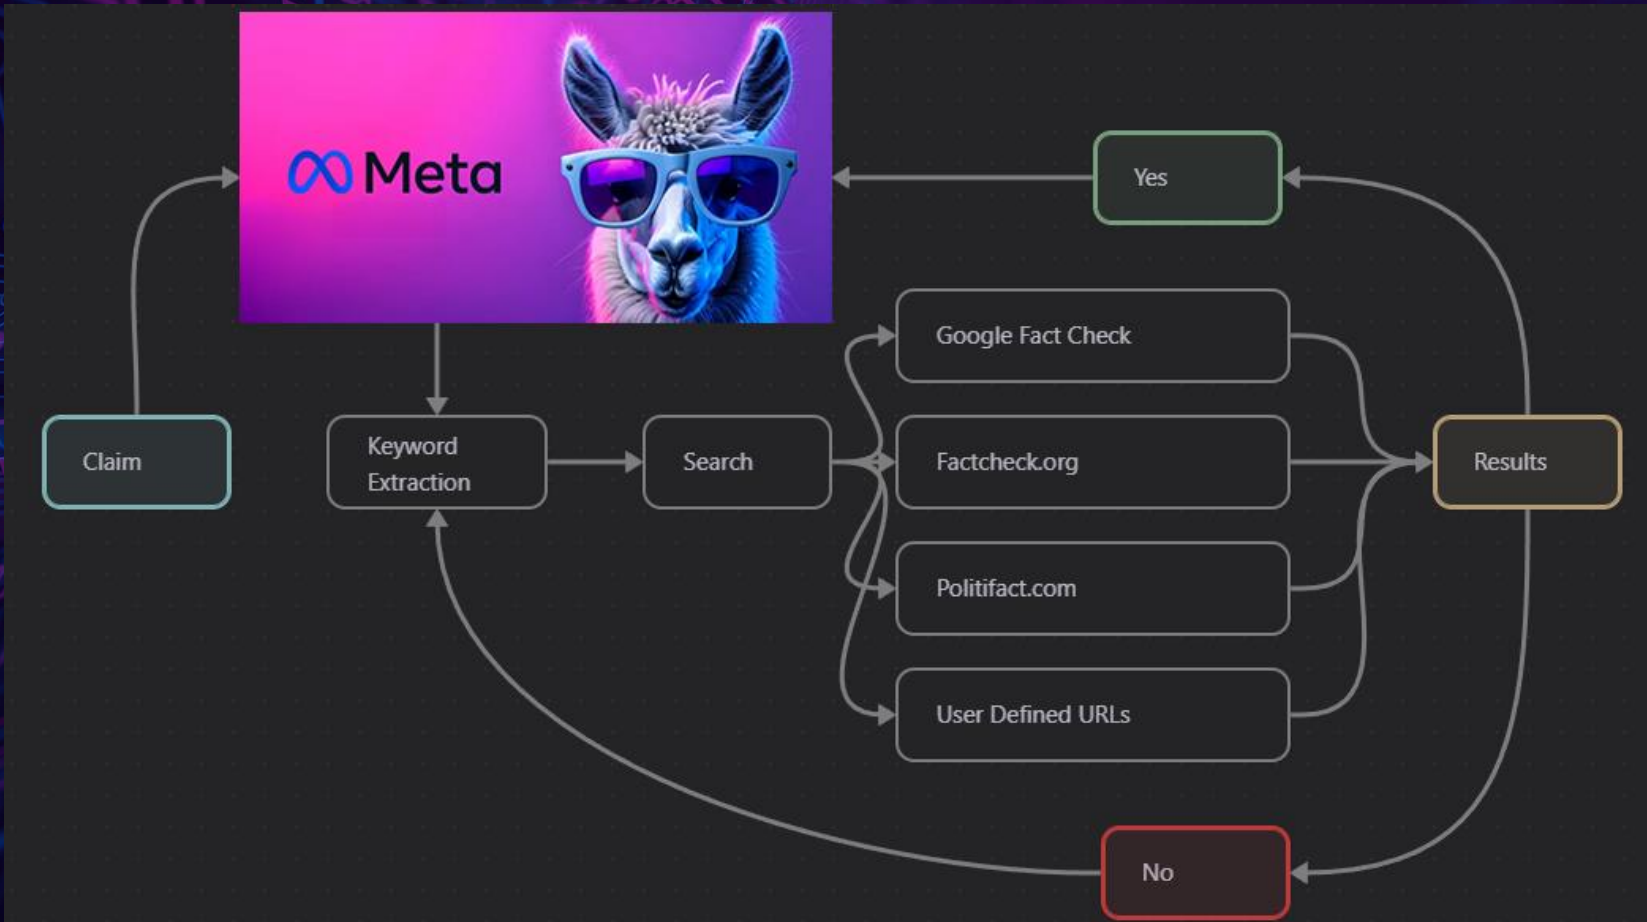 Meta
Yes
Google Fact Check
Claim
Keyword
Extraction
Search
Factcheck.org
Results
Politifact.com
User Defined URLs
No